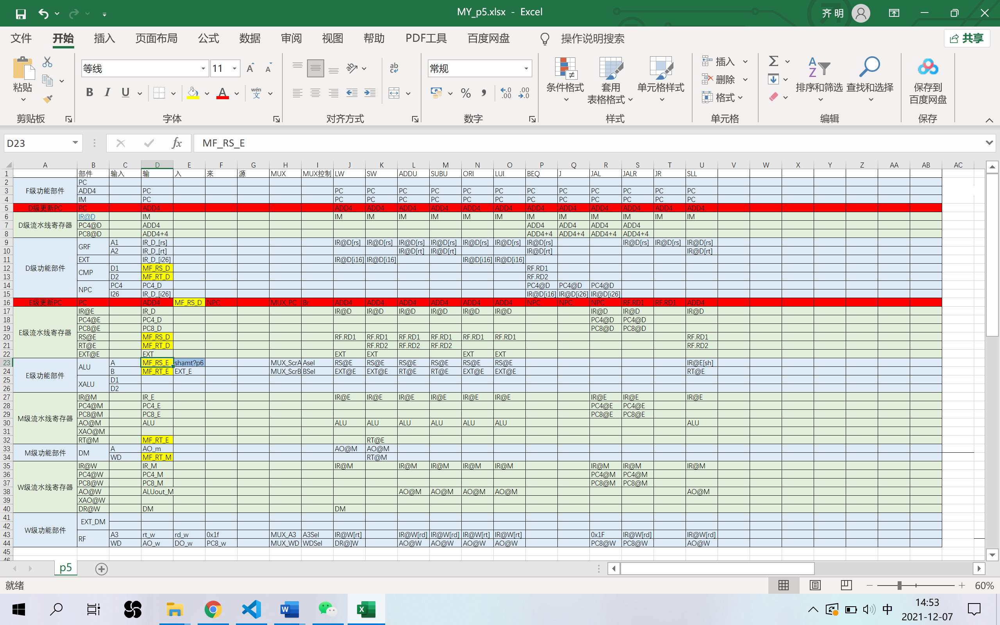 MY_p5.xlsx - Excel
齐 明
文件 开始 插入 页面布局 公式 数据 审阅 视图 帮助 PDF工具 百度网盘 操作说明搜索 共享
粘贴
剪贴板
等线 11 A A
B I U A wén 文
字体
ab
对齐方式
常规
% , .0 .00 .00 .0
数字
条件格式 套用 表格格式 单元格样式
样式
插入
删除
格式
单元格
排序和筛选 查找和选择
编辑
保存到 百度网盘
保存
D23 fx MF_RS_E
A B C D E F G H I J K L M N O P Q R S T U V W X Y Z AA AB AC
1 部件 输入 输 入 来 源 MUX MUX控制 LW SW ADDU SUBU ORI LUI BEQ J JAL JALR JR SLL
2 F级功能部件 PC
3 ADD4 PC PC PC PC PC PC PC PC PC PC PC PC PC
4 IM PC PC PC PC PC PC PC PC PC PC PC PC PC
5 D级更新PC PC ADD4 ADD4 ADD4 ADD4 ADD4 ADD4 ADD4 ADD4 ADD4 ADD4 ADD4 ADD4 ADD4
6 D级流水线寄存器 IR@D IM IM IM IM IM IM IM IM IM IM IM IM IM
7 PC4@D ADD4 ADD4 ADD4 ADD4 ADD4
8 PC8@D ADD4+4 ADD4+4 ADD4+4 ADD4+4 ADD4+4
9 D级功能部件 GRF A1 IR_D_[rs] IR@D[rs] IR@D[rs] IR@D[rs] IR@D[rs] IR@D[rs] IR@D[rs] IR@D[rs] IR@D[rs] IR@D[rs] IR@D[rs]
10 A2 IR_D_[rt] IR@D[rt] IR@D[rt] IR@D[rt] IR@D[rt]
11 EXT IR_D_[i26] IR@D[i16] IR@D[i16] IR@D[i16] IR@D[i16]
12 CMP D1 MF_RS_D RF.RD1
13 D2 MF_RT_D RF.RD2
14 NPC PC4 PC4_D PC4@D PC4@D PC4@D
15 I26 IR_D_[i26] IR@D[i16] IR@D[i26] IR@D[i26]
16 E级更新PC PC ADD4 MF_RS_D NPC MUX_PC Br ADD4 ADD4 ADD4 ADD4 ADD4 ADD4 NPC NPC NPC RF.RD1 RF.RD1 ADD4
17 E级流水线寄存器 IR@E IR_D IR@D IR@D IR@D IR@D IR@D IR@D IR@D IR@D IR@D
18 PC4@E PC4_D PC4@D PC4@D
19 PC8@E PC8_D PC8@D PC8@D
20 RS@E MF_RS_D RF.RD1 RF.RD1 RF.RD1 RF.RD1 RF.RD1 RF.RD1 RF.RD1
21 RT@E MF_RT_D RF.RD2 RF.RD2 RF.RD2 RF.RD2
22 EXT@E EXT EXT EXT EXT EXT
23 E级功能部件 ALU A MF_RS_E shamt?p6 MUX_ScrA Asel RS@E RS@E RS@E RS@E RS@E RS@E IR@E[sh]
24 B MF_RT_E EXT_E MUX_ScrB BSel EXT@E EXT@E RT@E RT@E EXT@E EXT@E RT@E
25 XALU D1
26 D2
27 M级流水线寄存器 IR@M IR_E IR@E IR@E IR@E IR@E IR@E IR@E IR@E IR@E IR@E
28 PC4@M PC4_E PC4@E PC4@E
29 PC8@M PC8_E PC8@E PC8@E
30 AO@M ALU ALU ALU ALU ALU ALU ALU ALU
31 XAO@M
32 RT@M MF_RT_E RT@E
33 M级功能部件 DM A AO_m AO@M AO@M
34 WD MF_RT_M RT@M
35 W级流水线寄存器 IR@W IR_M IR@M IR@M IR@M IR@M IR@M IR@M IR@M IR@M
36 PC4@W PC4_M PC4@M PC4@M
37 PC8@W PC8_M PC8@M PC8@M
38 AO@W ALUout_M AO@M AO@M AO@M AO@M AO@M
39 XAO@W
40 DR@W DM DM
41 W级功能部件 EXT_DM
42
43 RF A3 rt_w rd_w 0x1f MUX_A3 A3Sel IR@W[rt] IR@W[rd] IR@W[rd] IR@W[rt] IR@W[rt] 0x1F IR@W[rd] IR@W[rd]
44 WD AO_w DO_w PC8_w MUX_WD WDSel DR@]W AO@W AO@W AO@W AO@W PC8@W PC8@W AO@W
45
46
p5
就绪 60%
中 14:53
2021-12-07